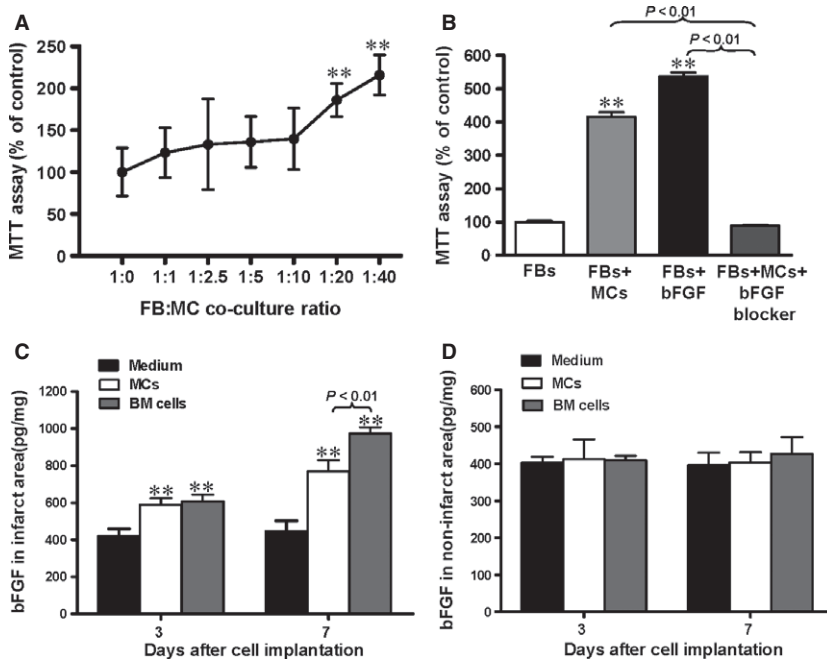 A
MTT assay (% of control)
250
200
150
100
50
0
**
**
1:0 1:1 1:2.5 1:5 1:10 1:20 1:40
FB:MC co-culture ratio
B
MTT assay (% of control)
600
500
400
300
200
100
0
P < 0.01
P < 0.01
**
**
FBs FBs+ FBs+ FBs+MCs+
MCs bFGF bFGF
blocker
C
Medium
MCs
BM cells
bFGF in infarct area(pg/mg)
1200
1000
800
600
400
200
0
P < 0.01
** **
** **
3 7
Days after cell implantation
D
Medium
MCs
BM cells
bFGF in non-infarct area(pg/mg)
600
500
400
300
400
100
0
3 7
Days after cell implantation